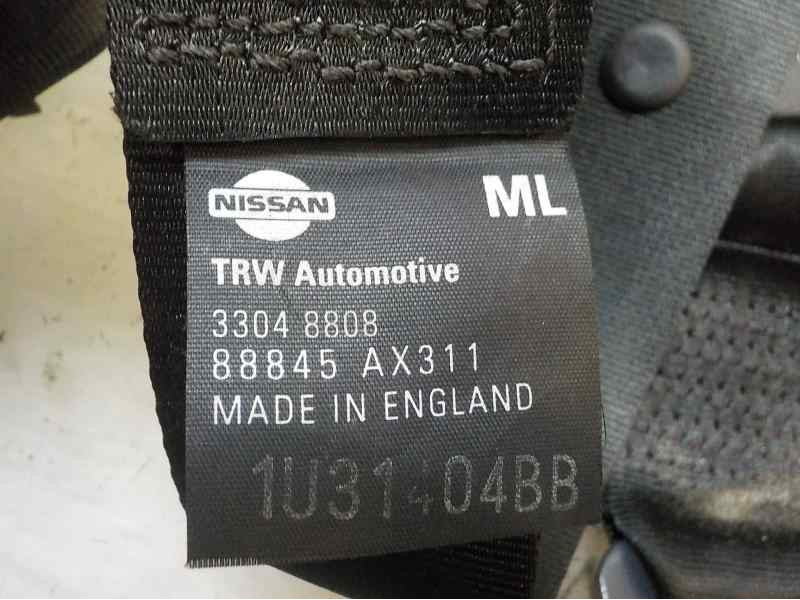 NISSAN ML
TRW Automotive
3304 8808
88845 AX311
MADE IN ENGLAND
1U31404BB